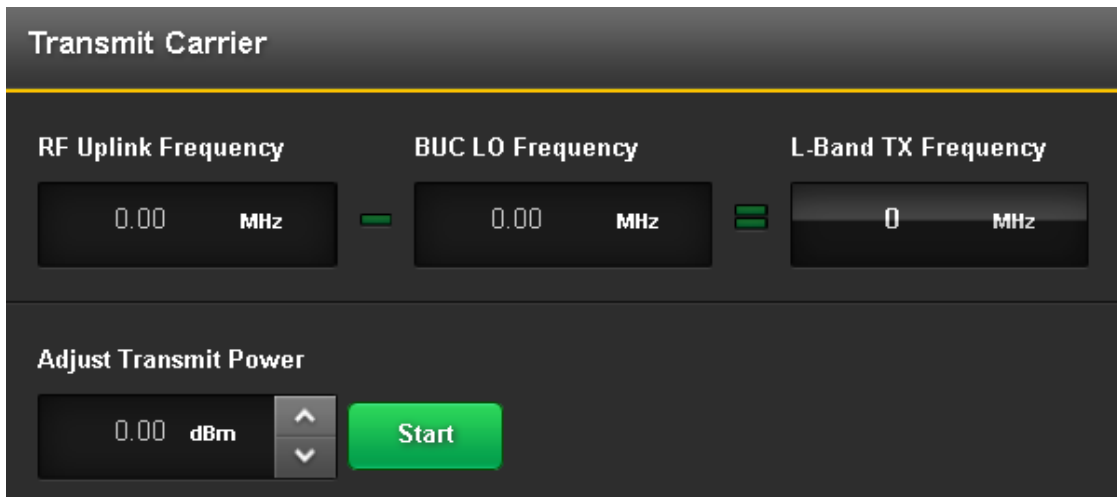 Transmit Carrier
RF Uplink Frequency BUC LO Frequency L-Band TX Frequency
0.00 MHz - 0.00 MHz = 0 MHz
Adjust Transmit Power
0.00 dBm Start